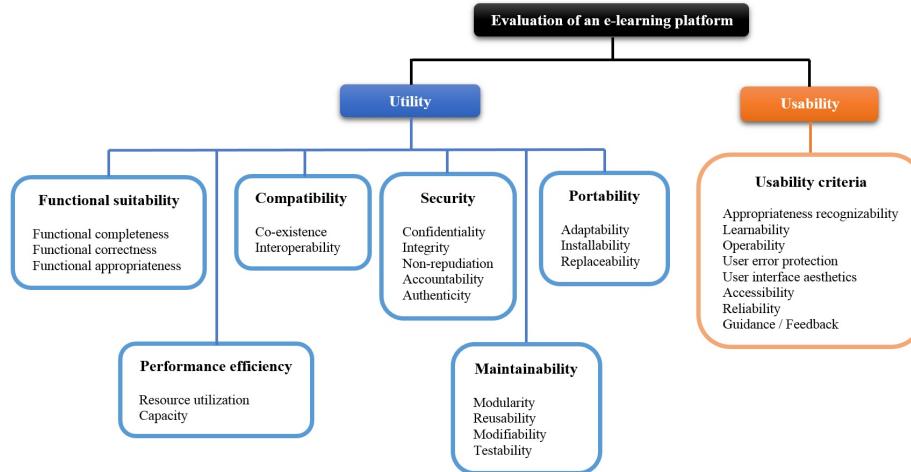 Evaluation of an e-learning platform
Utility
Usability
Functional suitability
Functional completeness
Functional correctness
Functional appropriateness
Compatibility
Co-existence
Interoperability
Security
Confidentiality
Integrity
Non-repudiation
Accountability
Authenticity
Portability
Adaptability
Installability
Replaceability
Usability criteria
Appropriateness recognizability
Learnability
Operability
User error protection
User interface aesthetics
Accessibility
Reliability
Guidance / Feedback
Performance efficiency
Resource utilization
Capacity
Maintainability
Modularity
Reusability
Modifiability
Testability